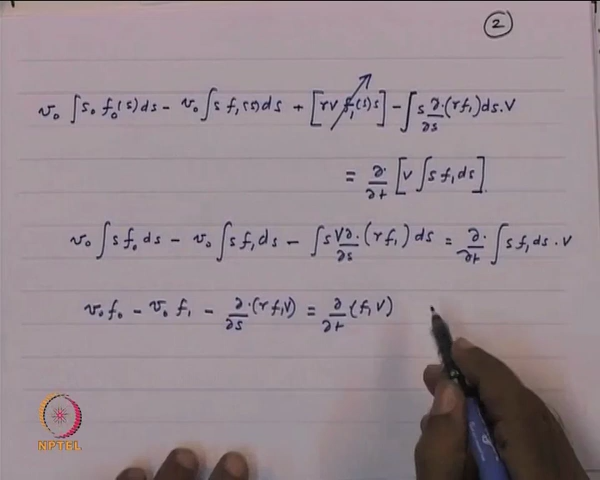 ②
v₀ ∫ s₀ f₀(s) ds − v₀ ∫ s f₁(s) ds + [r V f₁(s) s] − ∫ s ∂/∂s · (r f₁) ds . V
= ∂/∂t [V ∫ s f₁ ds]
v₀ ∫ s f₀ ds − v₀ ∫ s f₁ ds − ∫ s V∂/∂s · (r f₁) ds = ∂/∂t · ∫ s f₁ ds . V
v₀ f₀ − v₀ f₁ − ∂/∂s · (r f₁ V) = ∂/∂t (f₁ V)
NPTEL